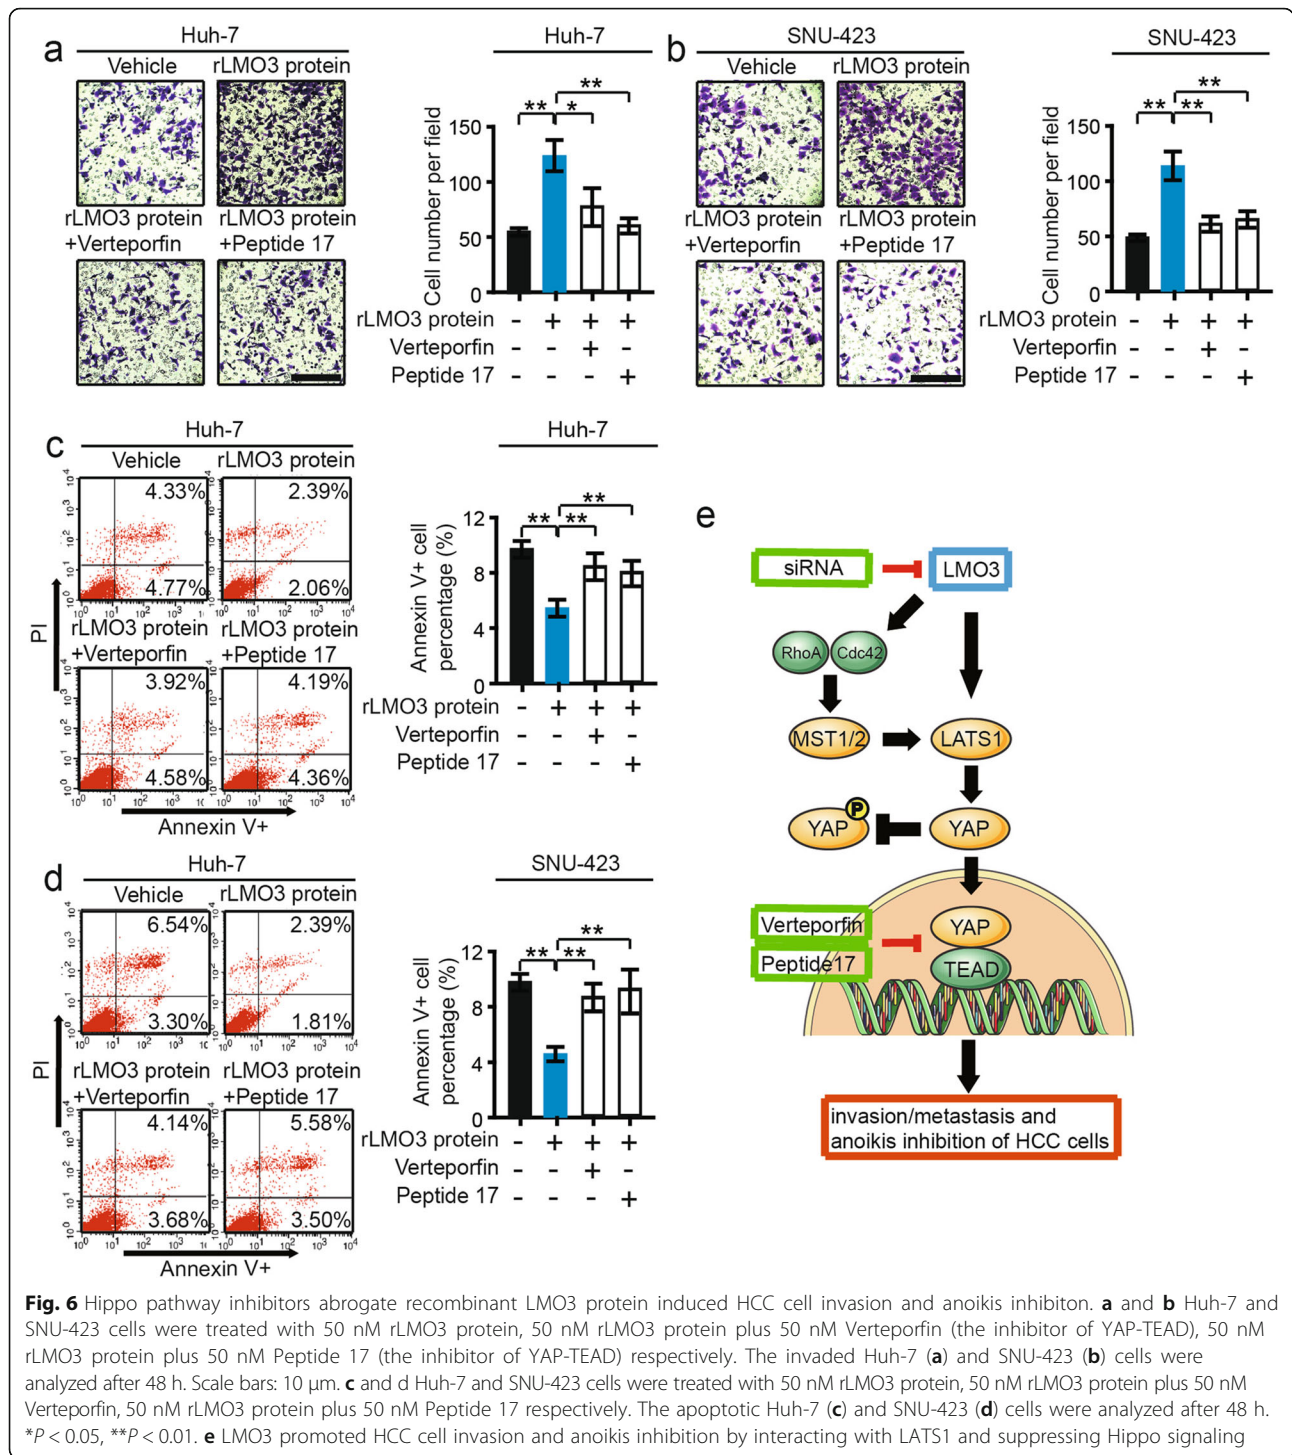 a
Huh-7
Vehicle rLMO3 protein
rLMO3 protein rLMO3 protein
+Verteporfin +Peptide 17
Huh-7
** * **
Cell number per field
150
100
50
0
rLMO3 protein - + + +
Verteporfin - - + -
Peptide 17 - - - +
b
SNU-423
Vehicle rLMO3 protein
rLMO3 protein rLMO3 protein
+Verteporfin +Peptide 17
SNU-423
** ** **
Cell number per field
150
100
50
0
rLMO3 protein - + + +
Verteporfin - - + -
Peptide 17 - - - +
c
Huh-7
Vehicle rLMO3 protein
4.33% 2.39%
4.77% 2.06%
rLMO3 protein rLMO3 protein
+Verteporfin +Peptide 17
3.92% 4.19%
4.58% 4.36%
10⁰ 10¹ 10² 10³ 10⁴
PI
Annexin V+
Huh-7
** ** **
Annexin V+ cell
percentage (%)
12
8
4
0
rLMO3 protein - + + +
Verteporfin - - + -
Peptide 17 - - - +
d
Huh-7
Vehicle rLMO3 protein
6.54% 2.39%
3.30% 1.81%
rLMO3 protein rLMO3 protein
+Verteporfin +Peptide 17
4.14% 5.58%
3.68% 3.50%
10⁰ 10¹ 10² 10³ 10⁴
PI
Annexin V+
SNU-423
** ** **
Annexin V+ cell
percentage (%)
12
8
4
0
rLMO3 protein - + + +
Verteporfin - - + -
Peptide 17 - - - +
e
siRNA LMO3
RhoA Cdc42
MST1/2 LATS1
YAP P YAP
Verteporfin YAP
Peptide17 TEAD
invasion/metastasis and
anoikis inhibition of HCC cells
Fig. 6 Hippo pathway inhibitors abrogate recombinant LMO3 protein induced HCC cell invasion and anoikis inhibiton. a and b Huh-7 and
SNU-423 cells were treated with 50 nM rLMO3 protein, 50 nM rLMO3 protein plus 50 nM Verteporfin (the inhibitor of YAP-TEAD), 50 nM
rLMO3 protein plus 50 nM Peptide 17 (the inhibitor of YAP-TEAD) respectively. The invaded Huh-7 (a) and SNU-423 (b) cells were
analyzed after 48 h. Scale bars: 10 μm. c and d Huh-7 and SNU-423 cells were treated with 50 nM rLMO3 protein, 50 nM rLMO3 protein plus 50 nM
Verteporfin, 50 nM rLMO3 protein plus 50 nM Peptide 17 respectively. The apoptotic Huh-7 (c) and SNU-423 (d) cells were analyzed after 48 h.
*P < 0.05, **P < 0.01. e LMO3 promoted HCC cell invasion and anoikis inhibition by interacting with LATS1 and suppressing Hippo signaling